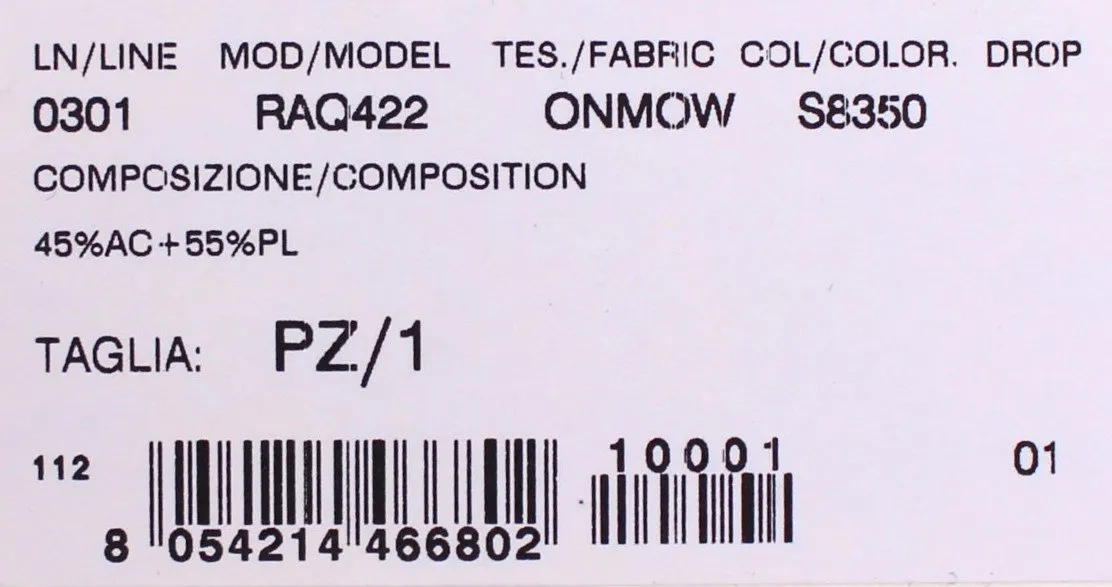 LN/LINE MOD/MODEL TES./FABRIC COL/COLOR. DROP
0301 RAQ422 ONMOW S8350
COMPOSIZIONE/COMPOSITION
45%AC+55%PL
TAGLIA: PZ/1
10001
112 01
8 054214 466802